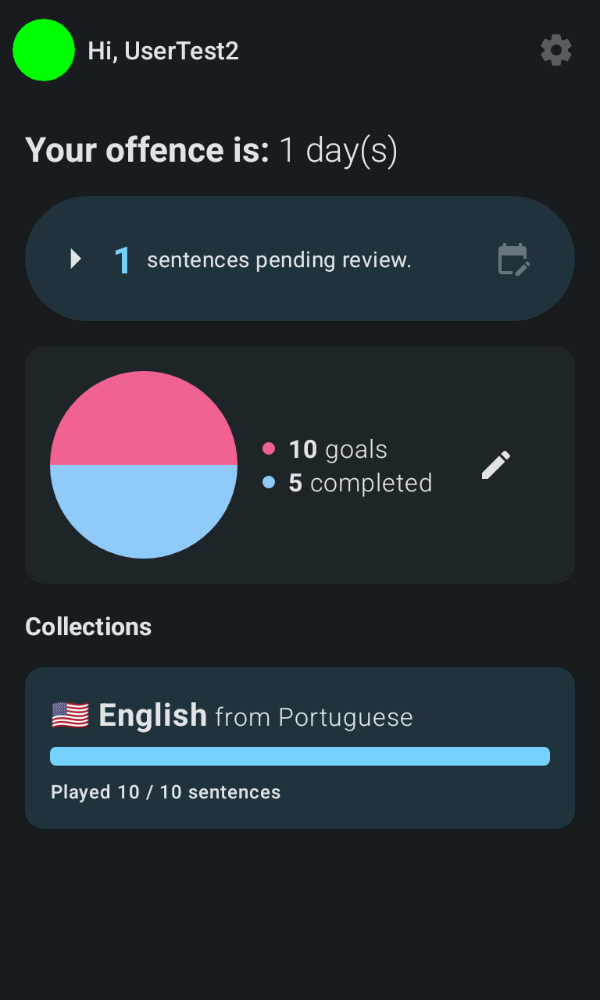 Hi, UserTest2
Your offence is: 1 day(s)
1 sentences pending review.
10 goals
5 completed
Collections
English from Portuguese
Played 10 / 10 sentences